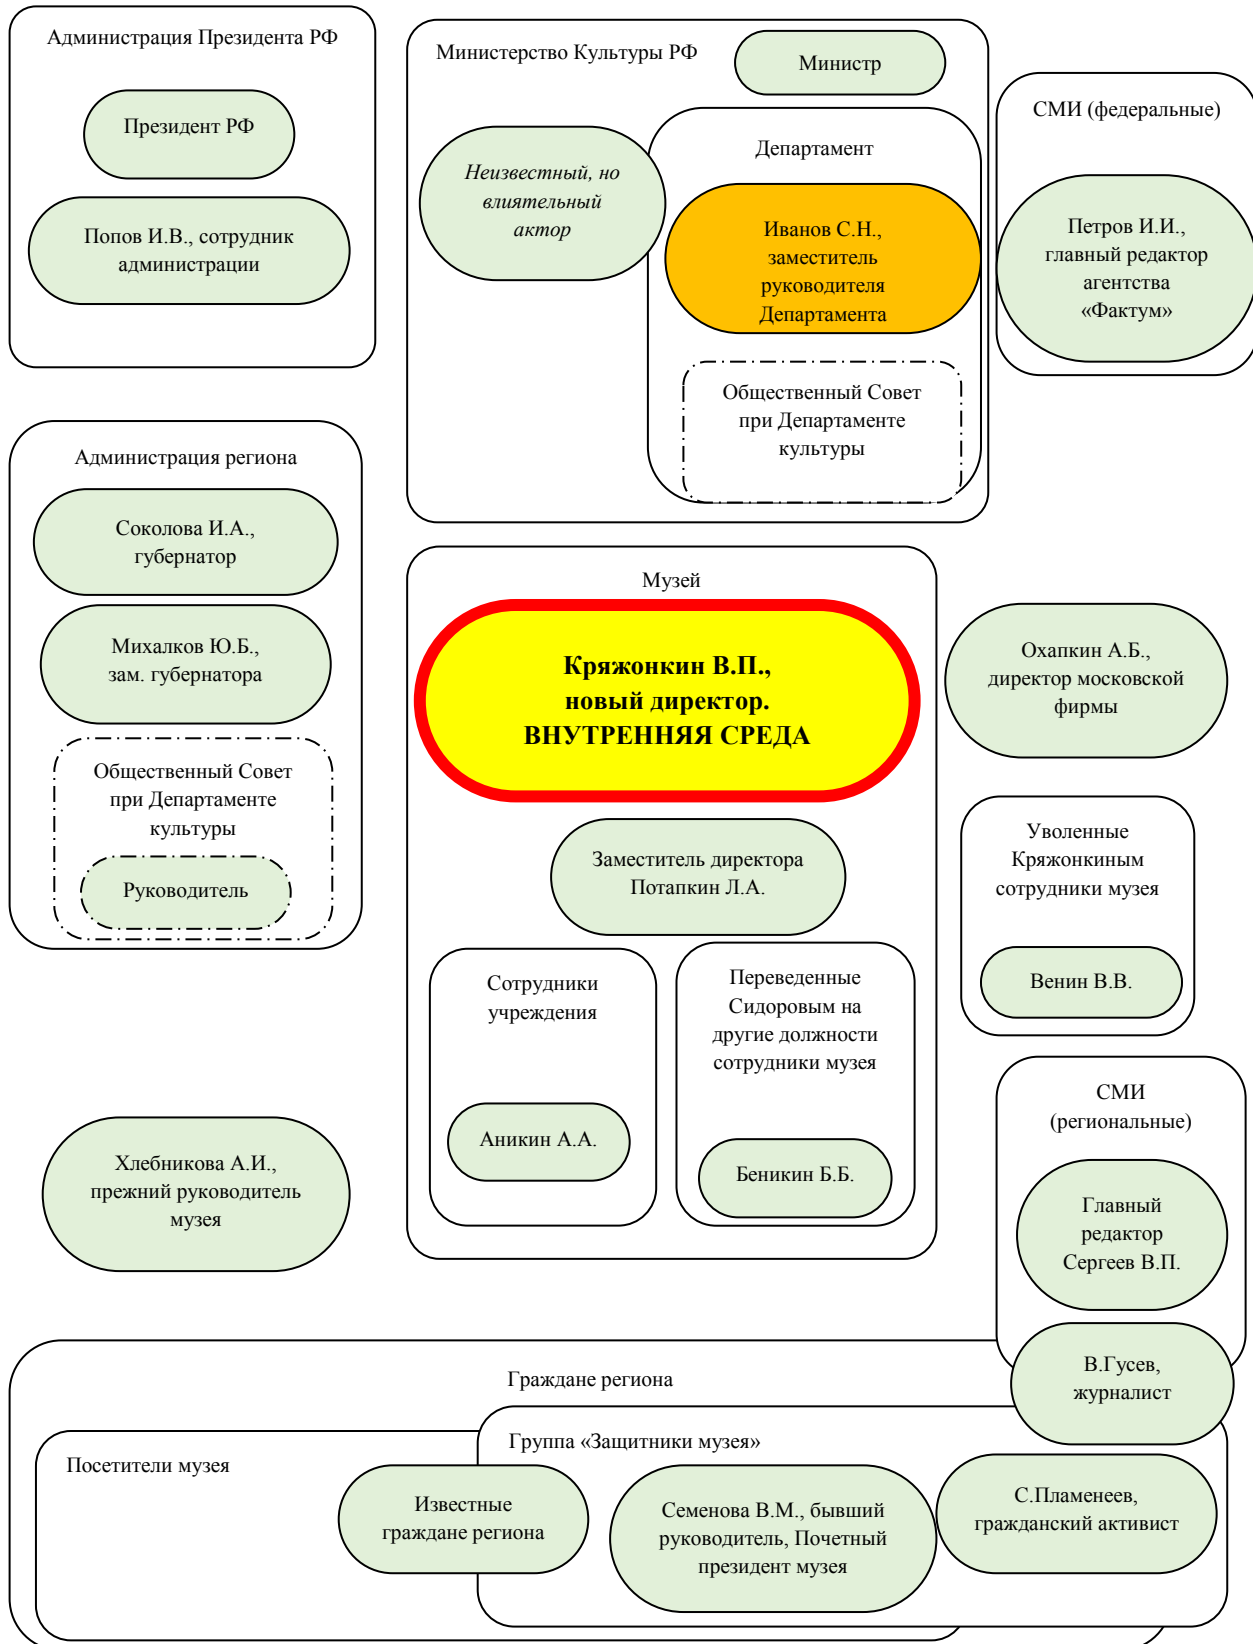 Администрация Президента РФ
Президент РФ
Попов И.В., сотрудник
администрации
Министерство Культуры РФ
Министр
Неизвестный, но
влиятельный
актор
Департамент
Иванов С.Н.,
заместитель
руководителя
Департамента
Общественный Совет
при Департаменте
культуры
СМИ (федеральные)
Петров И.И.,
главный редактор
агентства
«Фактум»
Администрация региона
Соколова И.А.,
губернатор
Михалков Ю.Б.,
зам. губернатора
Общественный Совет
при Департаменте
культуры
Руководитель
Музей
Кряжонкин В.П.,
новый директор.
ВНУТРЕННЯЯ СРЕДА
Заместитель директора
Потапкин Л.А.
Сотрудники
учреждения
Аникин А.А.
Переведенные
Сидоровым на
другие должности
сотрудники музея
Беникин Б.Б.
Охапкин А.Б.,
директор московской
фирмы
Уволенные
Кряжонкиным
сотрудники музея
Венин В.В.
Хлебникова А.И.,
прежний руководитель
музея
СМИ
(региональные)
Главный
редактор
Сергеев В.П.
В.Гусев,
журналист
Граждане региона
Посетители музея
Группа «Защитники музея»
Известные
граждане региона
Семенова В.М., бывший
руководитель, Почетный
президент музея
С.Пламенеев,
гражданский активист